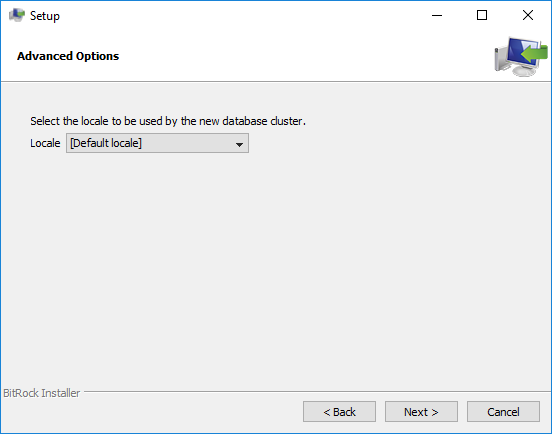 Setup
Advanced Options
Select the locale to be used by the new database cluster.
Locale [Default locale]
BitRock Installer
< Back Next > Cancel